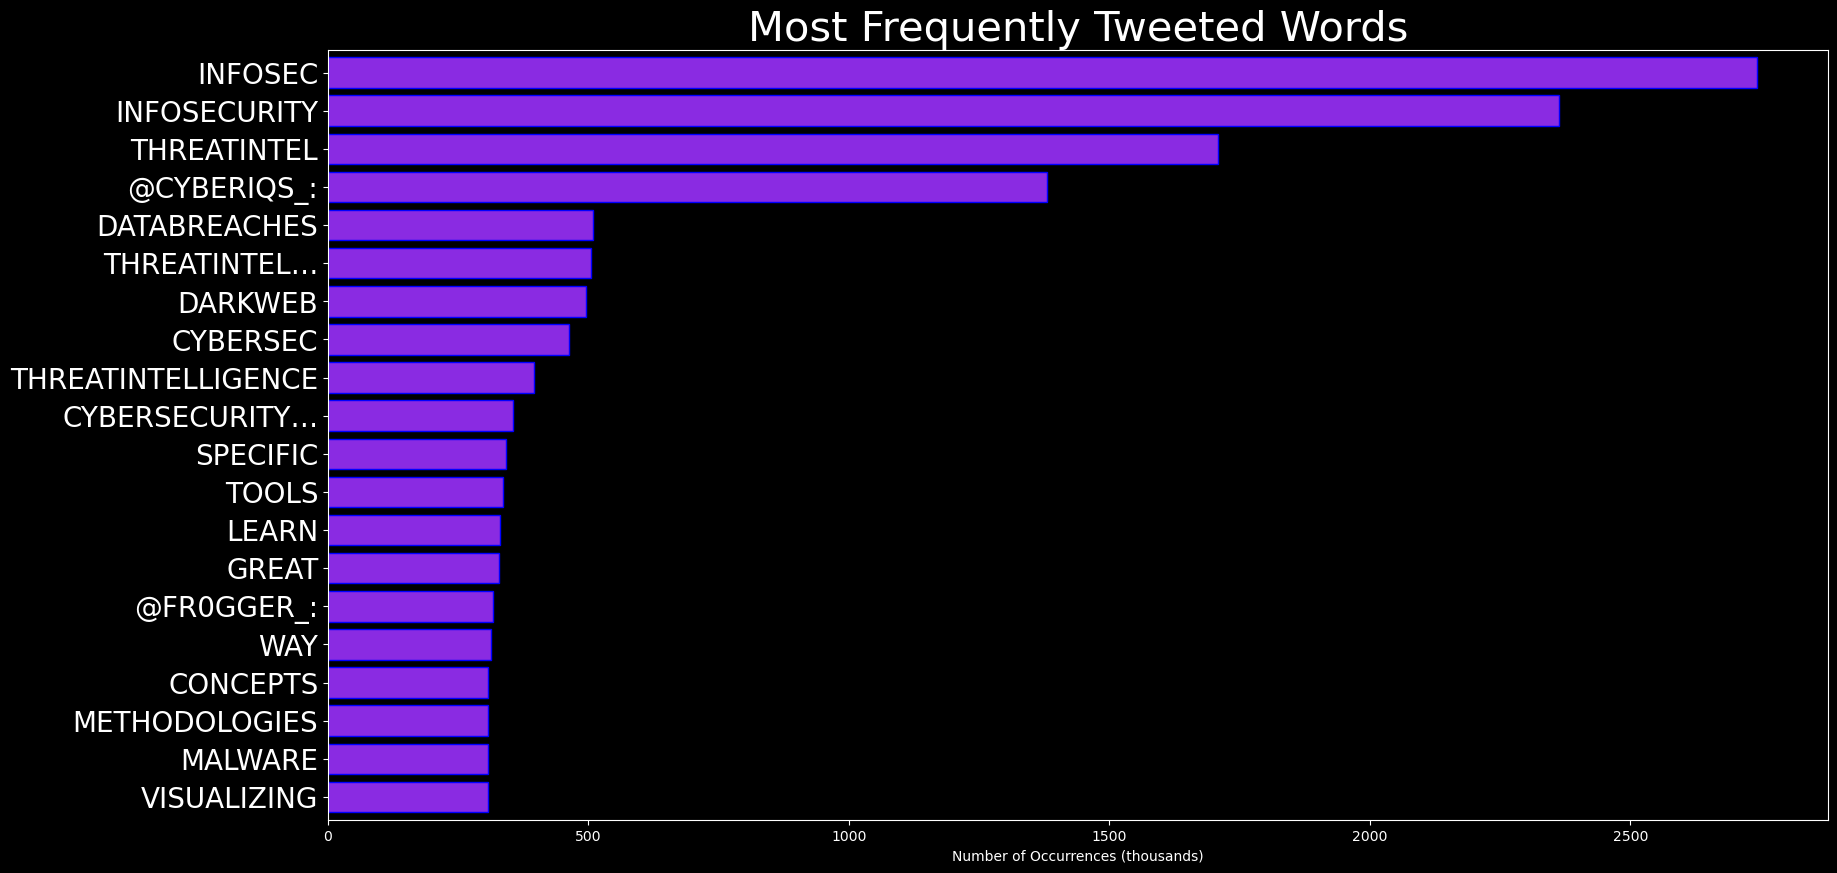 Most Frequently Tweeted Words
INFOSEC
INFOSECURITY
THREATINTEL
@CYBERIQS_:
DATABREACHES
THREATINTEL…
DARKWEB
CYBERSEC
THREATINTELLIGENCE
CYBERSECURITY…
SPECIFIC
TOOLS
LEARN
GREAT
@FR0GGER_:
WAY
CONCEPTS
METHODOLOGIES
MALWARE
VISUALIZING
0 500 1000 1500 2000 2500
Number of Occurrences (thousands)